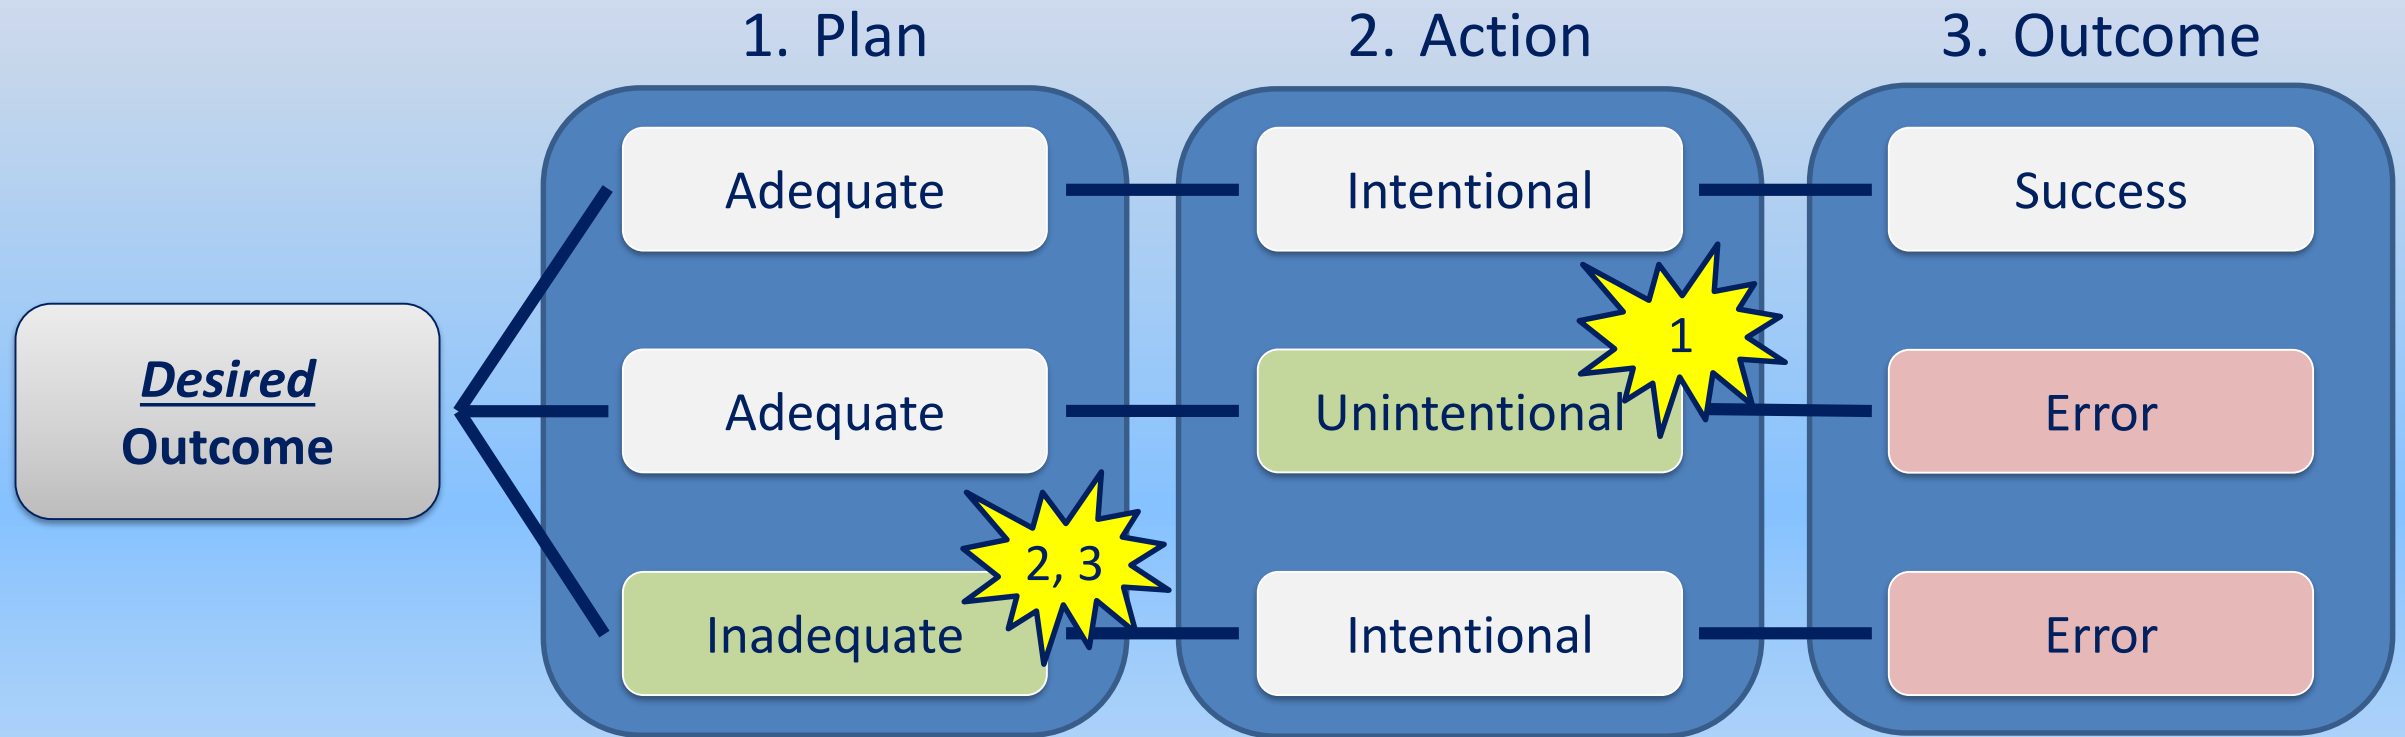 1. Plan
2. Action
3. Outcome
Adequate
Intentional
Success
1
Desired
Outcome
Adequate
Unintentional
Error
2, 3
Inadequate
Intentional
Error